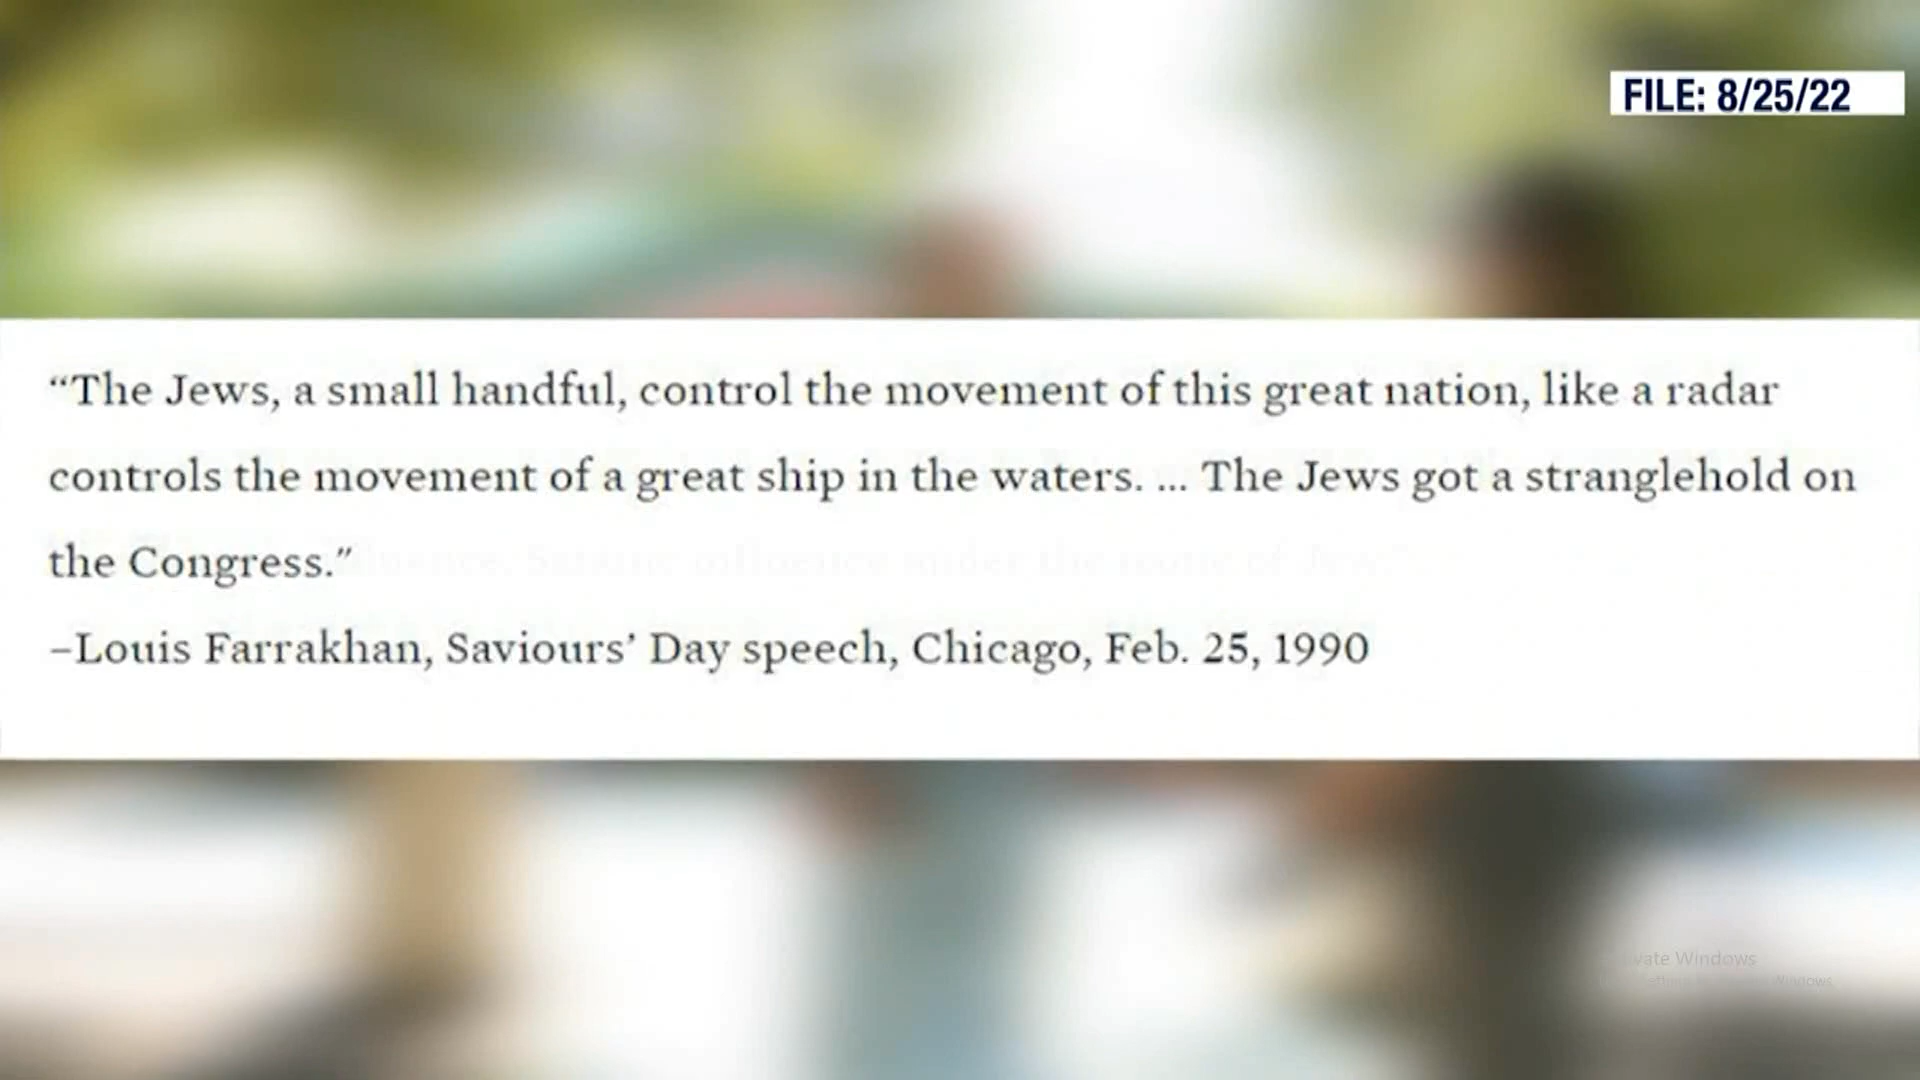 FILE: 8/25/22
“The Jews, a small handful, control the movement of this great nation, like a radar
controls the movement of a great ship in the waters. ... The Jews got a stranglehold on
the Congress.”
–Louis Farrakhan, Saviours’ Day speech, Chicago, Feb. 25, 1990
Windows
Windows